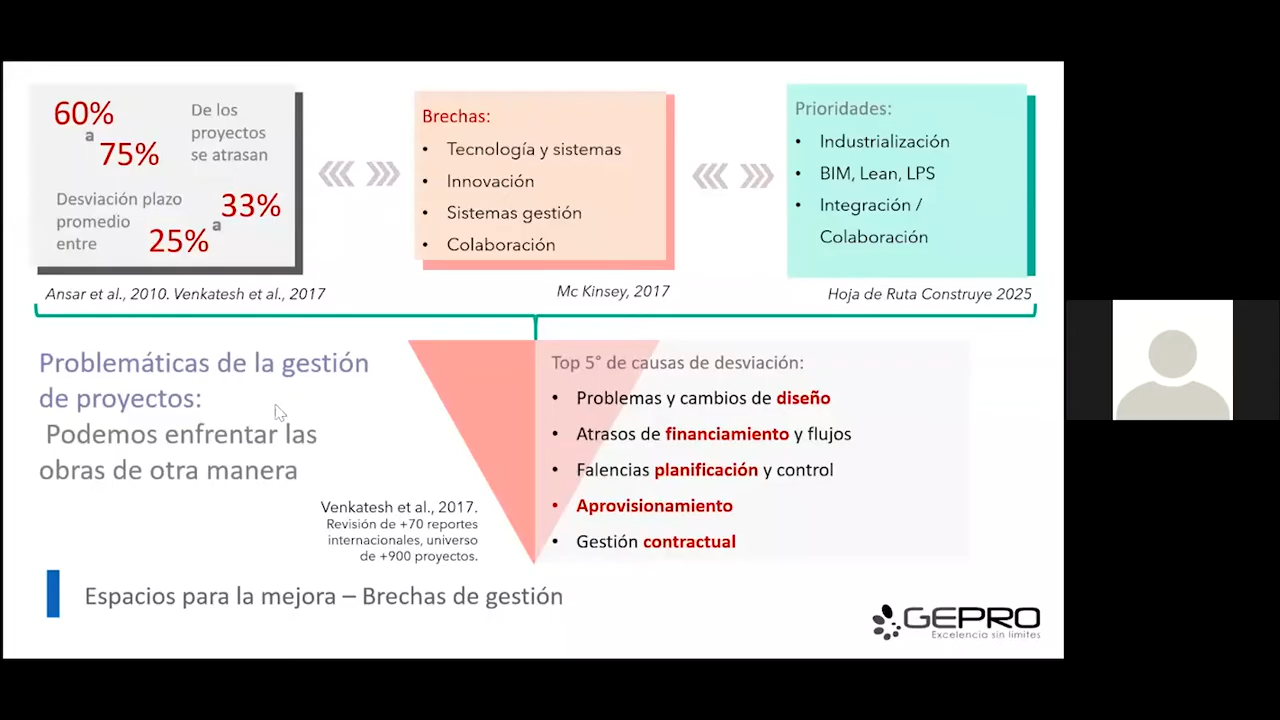 60%
a
75%
De los
proyectos
se atrasan
Desviación plazo
promedio
entre
25%
a
33%
Ansar et al., 2010. Venkatesh et al., 2017
Brechas:
• Tecnología y sistemas
• Innovación
• Sistemas gestión
• Colaboración
Mc Kinsey, 2017
Prioridades:
• Industrialización
• BIM, Lean, LPS
• Integración /
Colaboración
Hoja de Ruta Construye 2025
Problemáticas de la gestión
de proyectos:
Podemos enfrentar las
obras de otra manera
Venkatesh et al., 2017.
Revisión de +70 reportes
internacionales, universo
de +900 proyectos.
Top 5° de causas de desviación:
• Problemas y cambios de diseño
• Atrasos de financiamiento y flujos
• Falencias planificación y control
• Aprovisionamiento
• Gestión contractual
Espacios para la mejora – Brechas de gestión
GEPRO
Excelencia sin límites